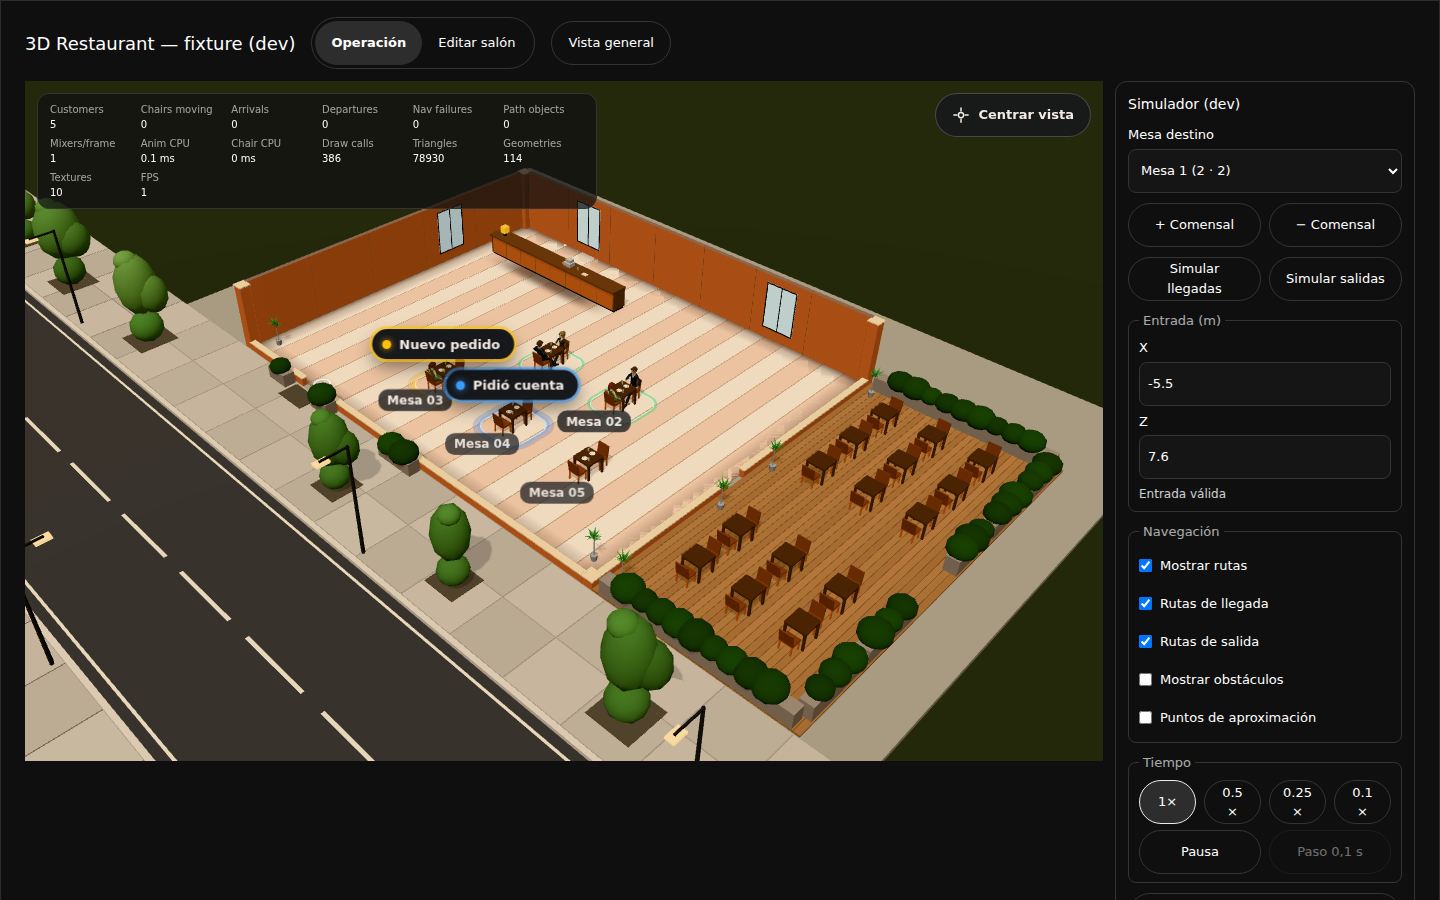 3D Restaurant — fixture (dev)
Operación
Editar salón
Vista general
Customers
Chairs moving
Arrivals
Departures
Nav failures
Path objects
5
0
0
0
0
0
Mixers/frame
Anim CPU
Chair CPU
Draw calls
Triangles
Geometries
1
0.1 ms
0 ms
386
78930
114
Textures
FPS
10
1
Centrar vista
Nuevo pedido
Pidió cuenta
Mesa 03
Mesa 02
Mesa 04
Mesa 05
Simulador (dev)
Mesa destino
Mesa 1 (2 · 2)
+ Comensal
− Comensal
Simular
llegadas
Simular salidas
Entrada (m)
X
-5.5
Z
7.6
Entrada válida
Navegación
Mostrar rutas
Rutas de llegada
Rutas de salida
Mostrar obstáculos
Puntos de aproximación
Tiempo
1×
0.5
×
0.25
×
0.1
×
Pausa
Paso 0,1 s